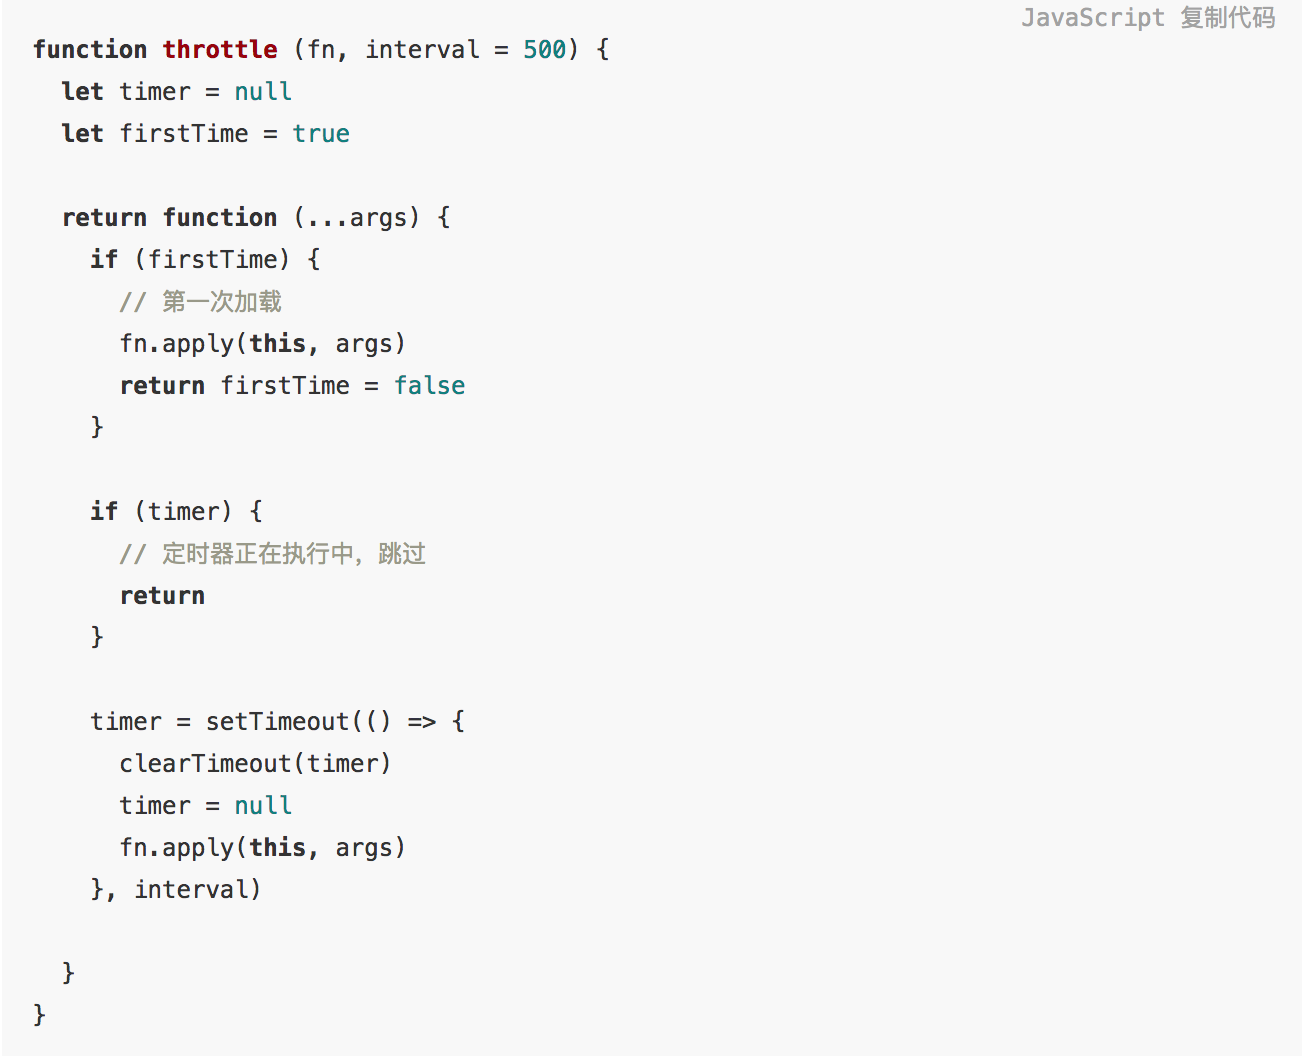 JavaScript 复制代码
function throttle (fn, interval = 500) {
  let timer = null
  let firstTime = true

  return function (...args) {
    if (firstTime) {
      // 第一次加载
      fn.apply(this, args)
      return firstTime = false
    }

    if (timer) {
      // 定时器正在执行中，跳过
      return
    }

    timer = setTimeout(() => {
      clearTimeout(timer)
      timer = null
      fn.apply(this, args)
    }, interval)

  }
}